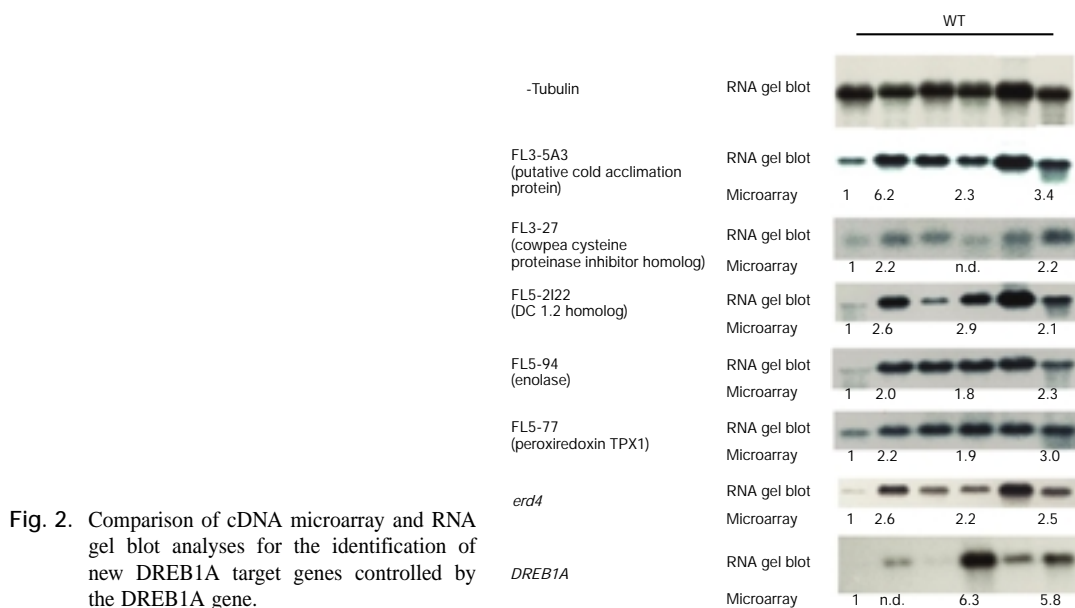 WT
-Tubulin RNA gel blot
FL3-5A3 RNA gel blot
(putative cold acclimation
protein)
Microarray 1 6.2 2.3 3.4
FL3-27 RNA gel blot
(cowpea cysteine
proteinase inhibitor homolog) Microarray 1 2.2 n.d. 2.2
FL5-2I22 RNA gel blot
(DC 1.2 homolog)
Microarray 1 2.6 2.9 2.1
FL5-94 RNA gel blot
(enolase)
Microarray 1 2.0 1.8 2.3
FL5-77 RNA gel blot
(peroxiredoxin TPX1)
Microarray 1 2.2 1.9 3.0
erd4 RNA gel blot
Microarray 1 2.6 2.2 2.5
DREB1A RNA gel blot
Microarray 1 n.d. 6.3 5.8
Fig. 2. Comparison of cDNA microarray and RNA
gel blot analyses for the identification of
new DREB1A target genes controlled by
the DREB1A gene.